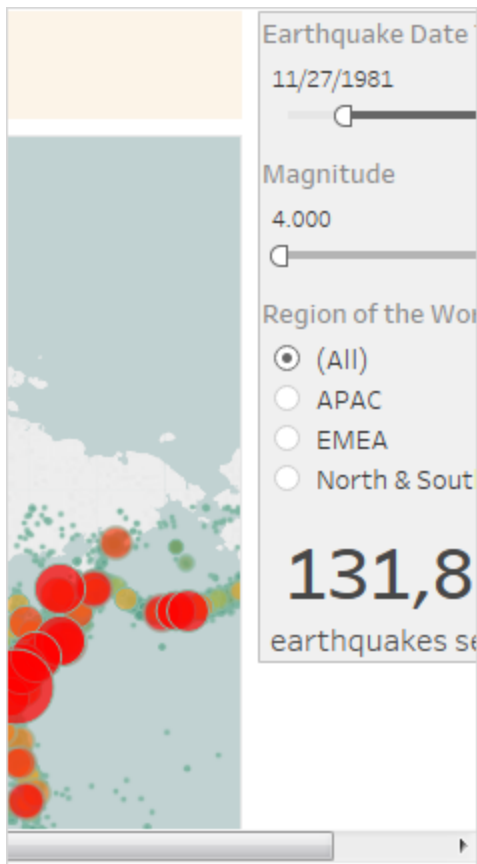 Earthquake Date
11/27/1981
Magnitude
4.000
Region of the Wor
(All)
APAC
EMEA
North & Sout
131,8
earthquakes se